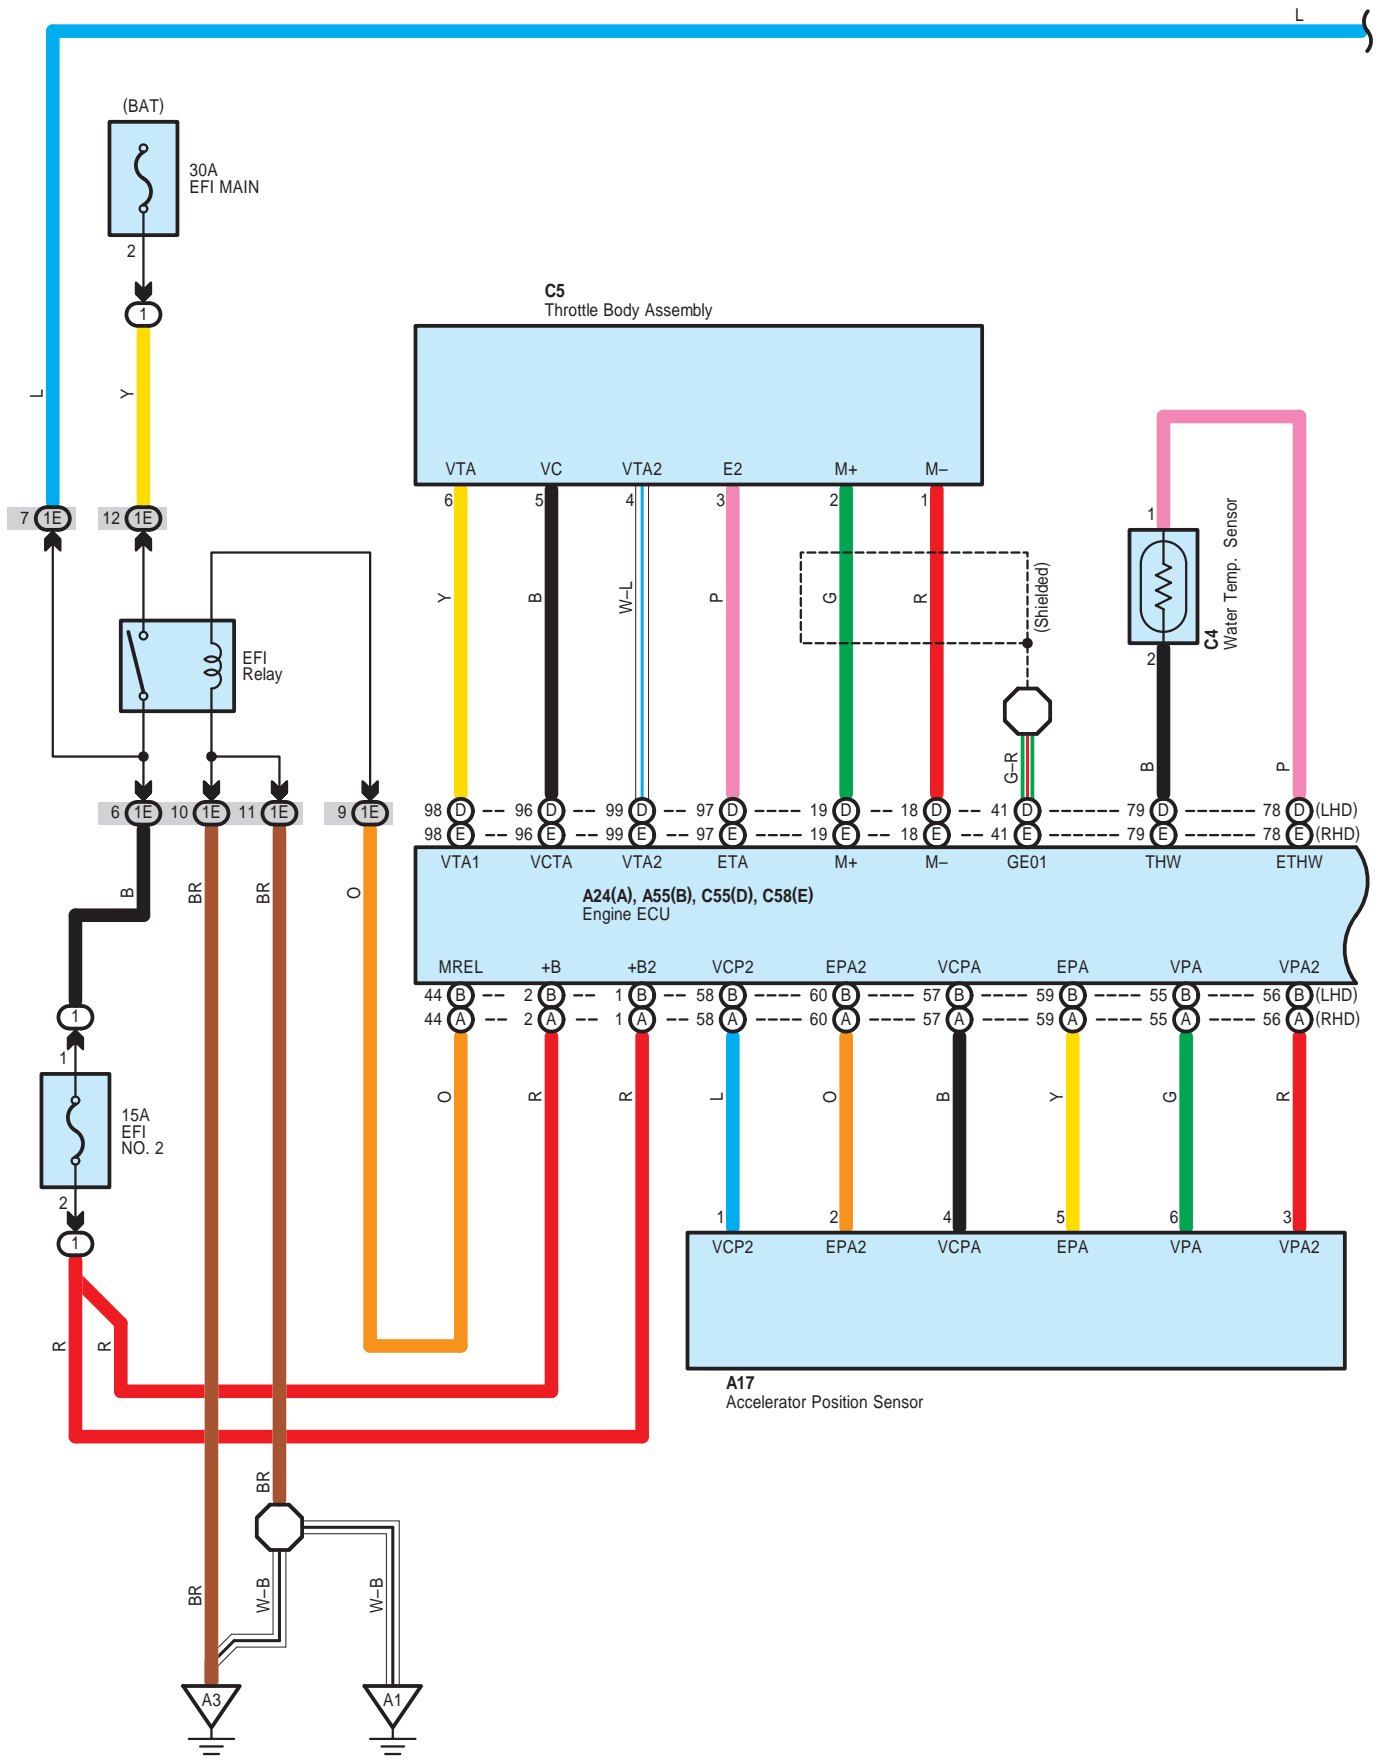 L
(BAT)
30A
EFI MAIN
2
1
C5
Throttle Body Assembly
L
Y
VTA VC VTA2 E2 M+ M–
6 5 4 3 2 1
7 1E 12 1E
1
Y B W–L P G R
(Shielded)
C4
Water Temp. Sensor
2
EFI
Relay
G–R B P
6 1E 10 1E 11 1E 9 1E
98 D 96 D 99 D 97 D 19 D 18 D 41 D 79 D 78 D (LHD)
98 E 96 E 99 E 97 E 19 E 18 E 41 E 79 E 78 E (RHD)
VTA1 VCTA VTA2 ETA M+ M– GE01 THW ETHW
B BR BR O
A24(A), A55(B), C55(D), C58(E)
Engine ECU
MREL +B +B2 VCP2 EPA2 VCPA EPA VPA VPA2
44 B 2 B 1 B 58 B 60 B 57 B 59 B 55 B 56 B (LHD)
44 A 2 A 1 A 58 A 60 A 57 A 59 A 55 A 56 A (RHD)
1
1
15A
EFI
NO. 2
2
1
O R R L O B Y G R
1 2 4 5 6 3
VCP2 EPA2 VCPA EPA VPA VPA2
R R
A17
Accelerator Position Sensor
BR
BR W–B W–B
A3 A1